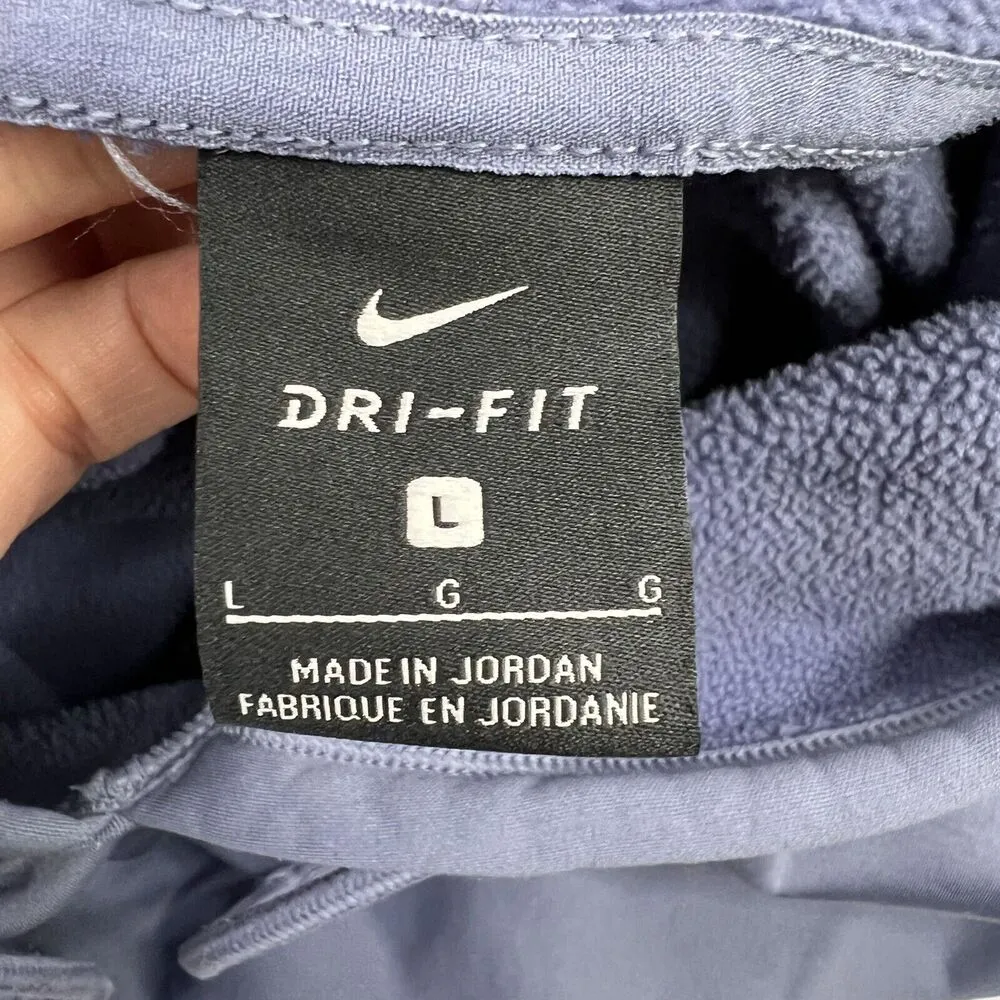 DRI-FIT
L
L G G
MADE IN JORDAN
FABRIQUE EN JORDANIE